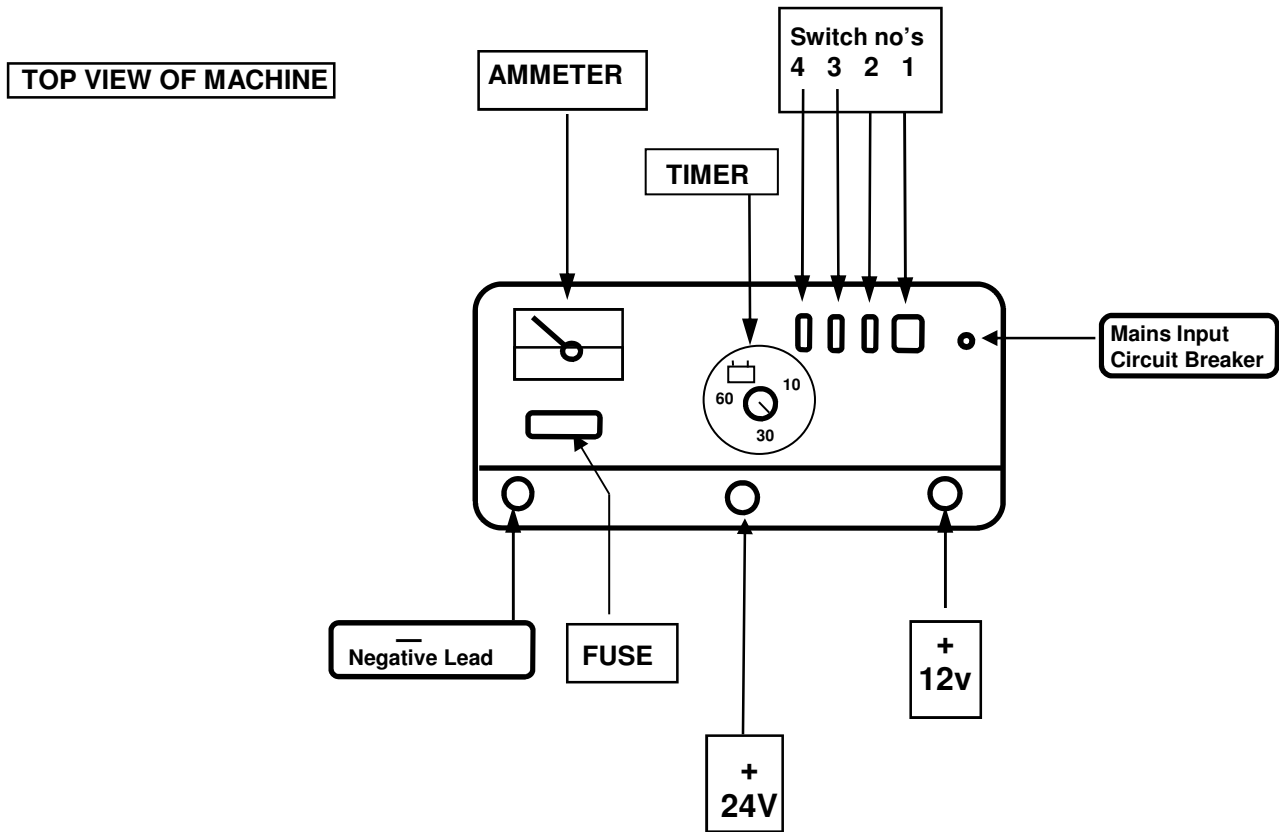 TOP VIEW OF MACHINE
AMMETER
Switch no's
4 3 2 1
TIMER
Mains Input
Circuit Breaker
10
60
30
Negative Lead
FUSE
+
12v
+
24V